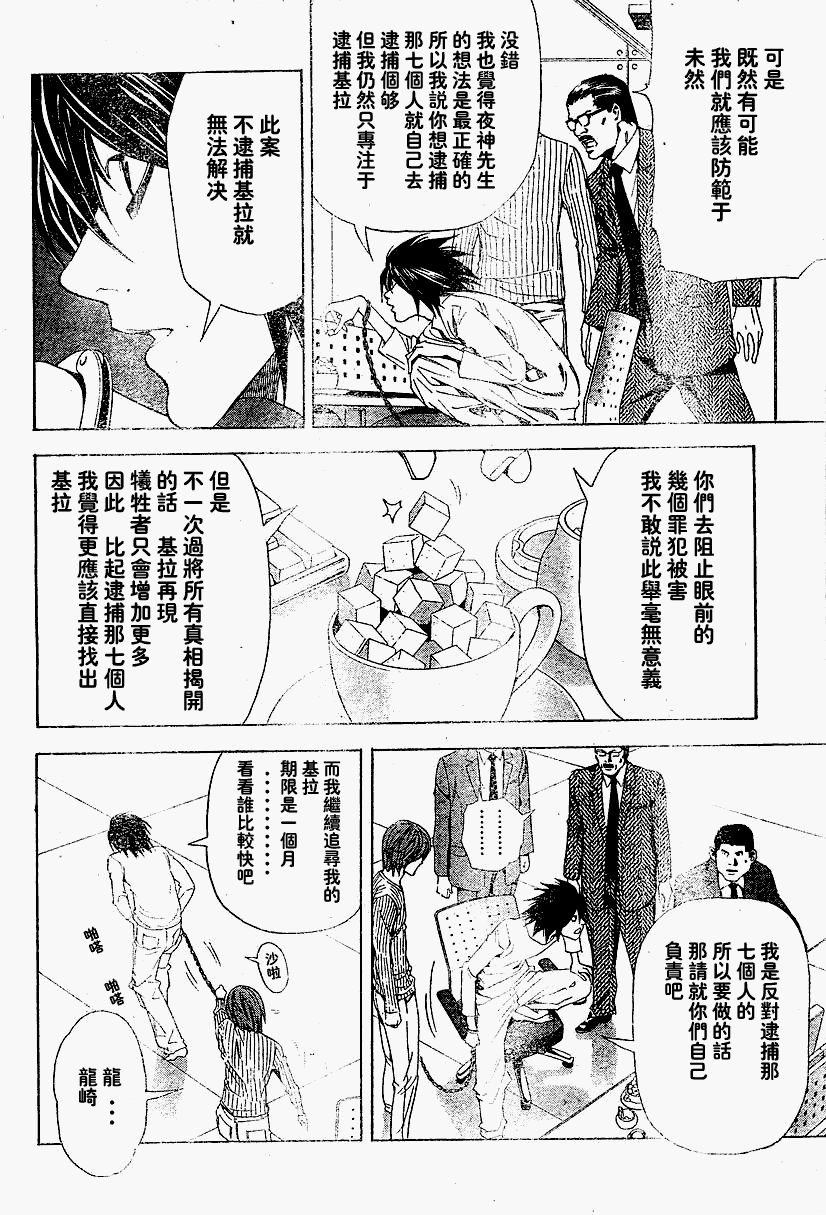 可是
既然有可能
我們就應該防範于
未然
没錯
我也覺得夜神先生
的想法是最正確的
所以我說你想逮捕
那七個人就自己去
逮捕個够
但我仍然只專注于
逮捕基拉
此案
不逮捕基拉就
無法解决
你們去阻止眼前的
幾個罪犯被害
我不敢説此舉毫無意義
但是
不一次過將所有真相揭開
的話　基拉再現
犠牲者只會增加更多
因此　比起逮捕那七個人
我覺得更應該直接找出
基拉
………
………
我是反對逮捕那
七個人的
所以要做的話
那請就你們自己
負責吧
而我繼續追尋我的
基拉
期限是一個月
…………
看看誰比較快吧
沙啦
啪嗒
啪嗒
龍…
龍崎